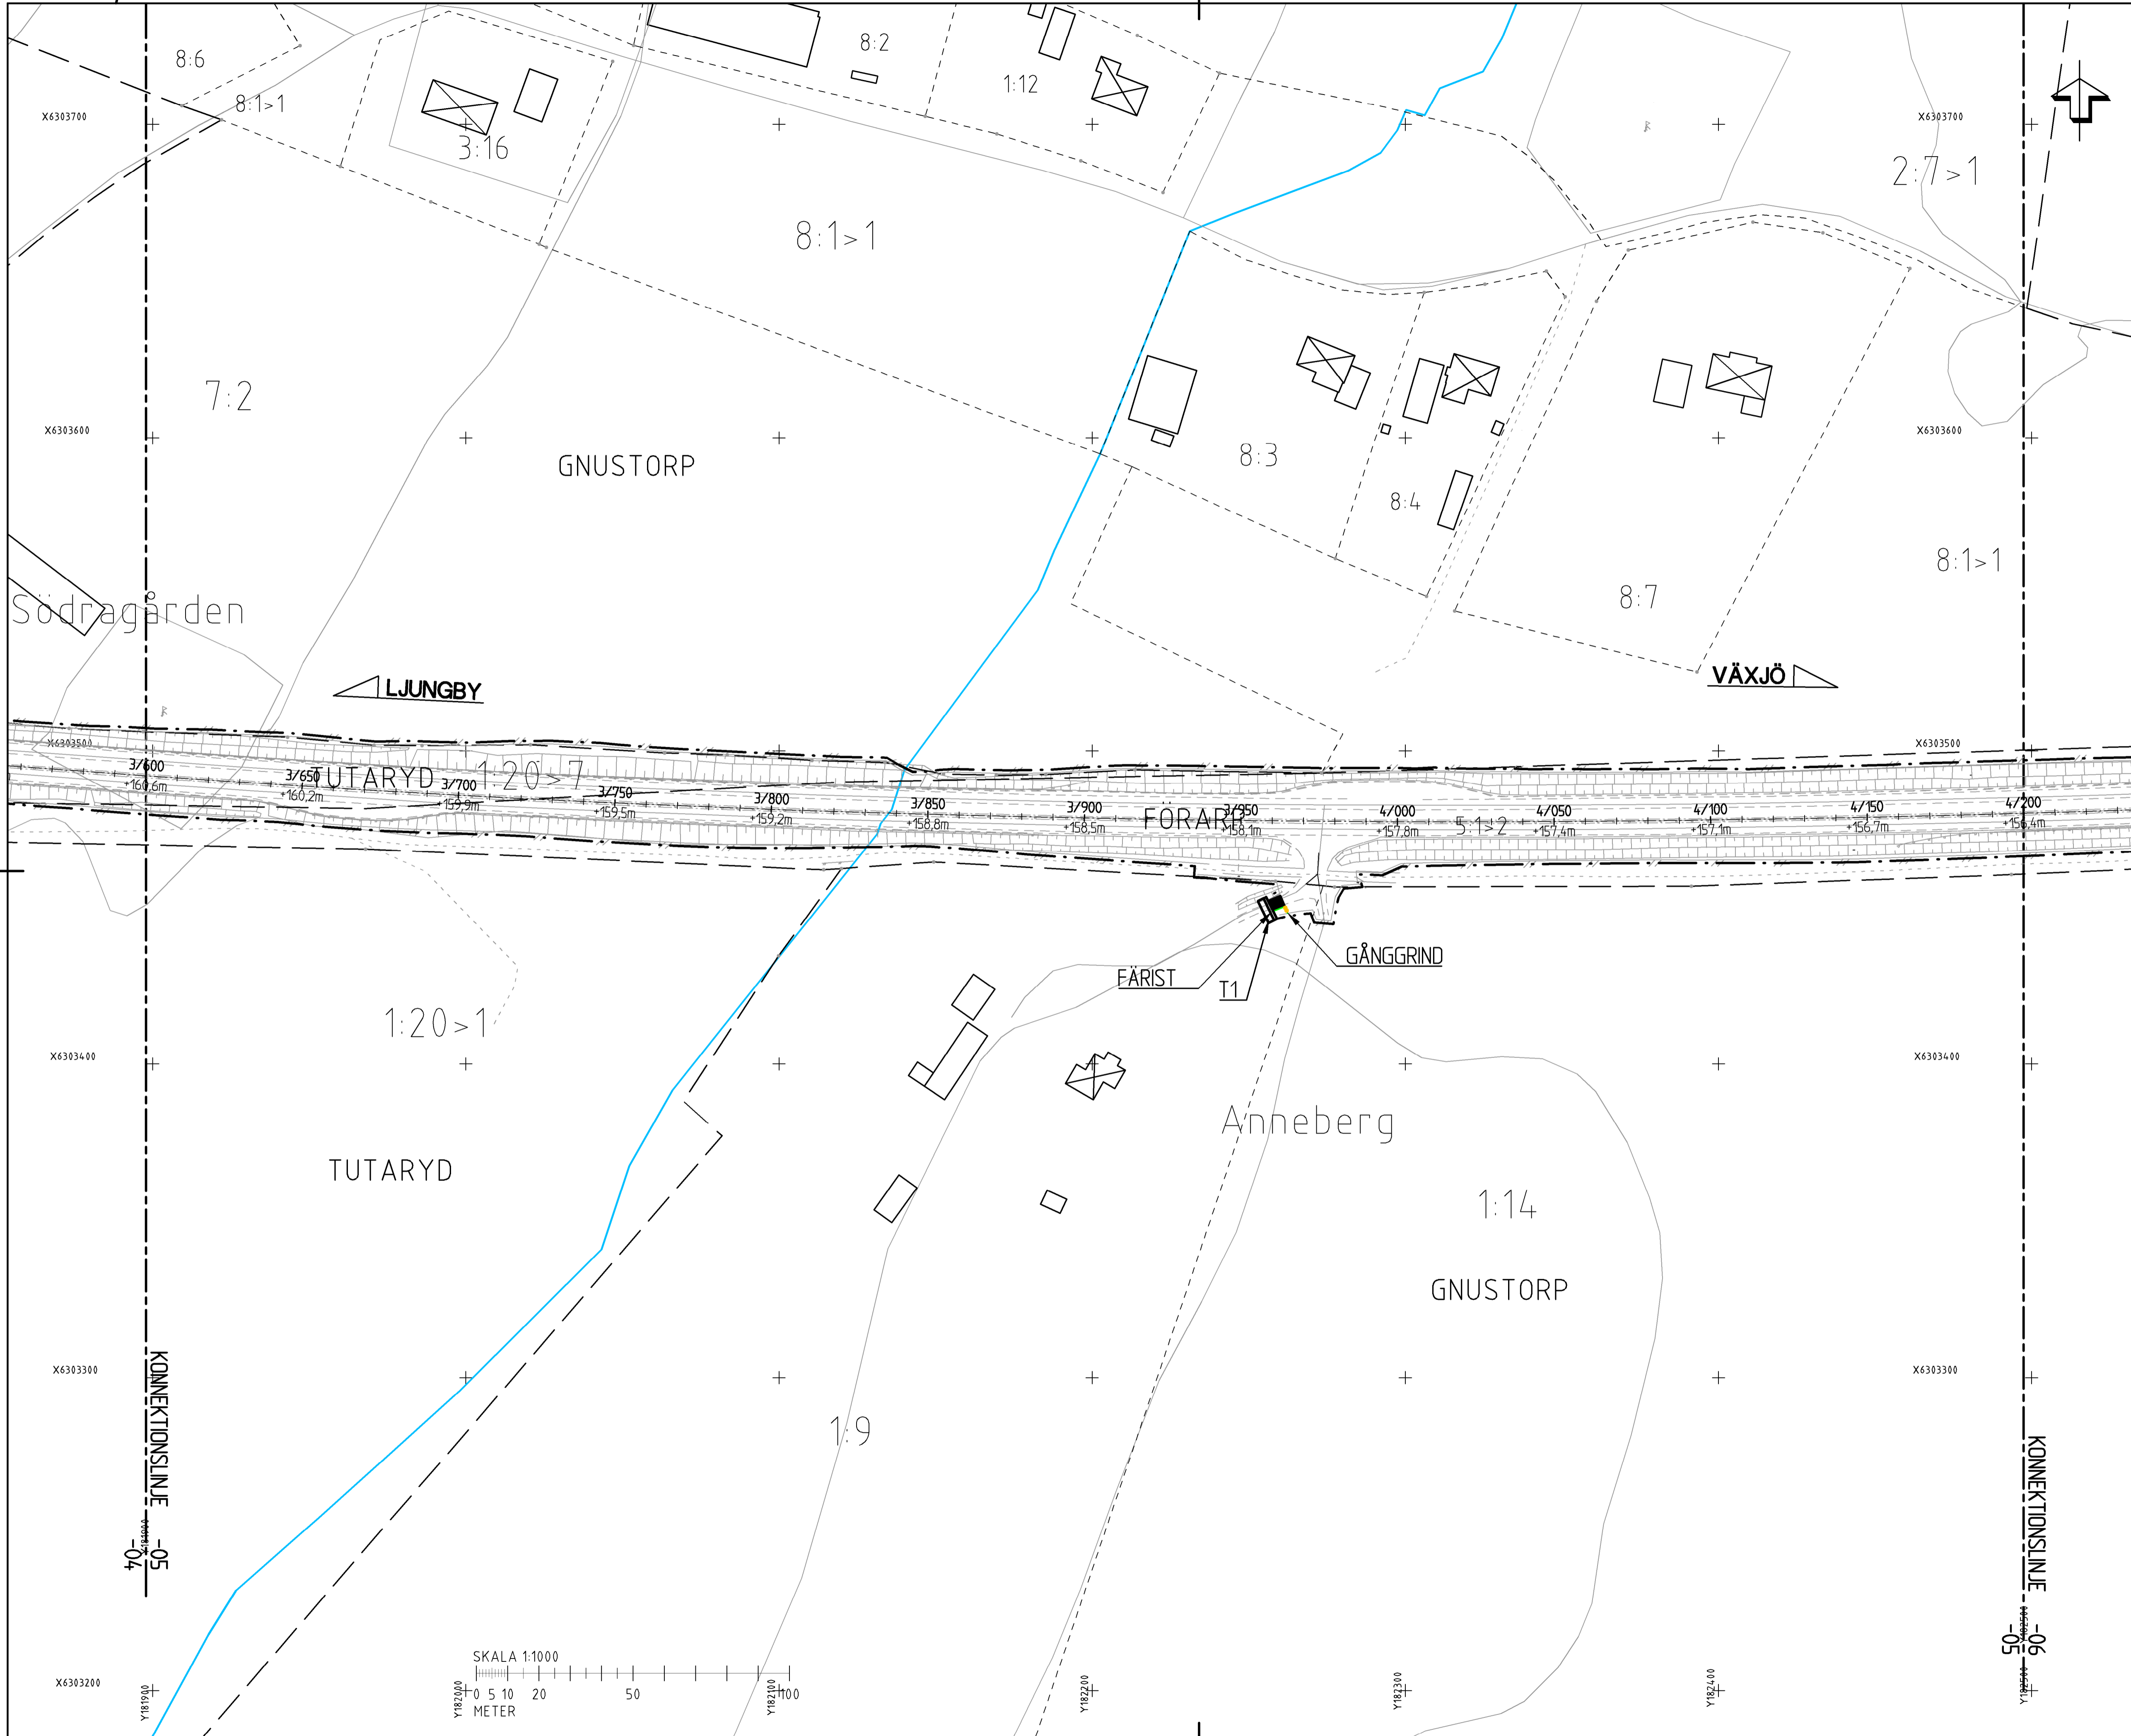 8:6
8:2
8:1>1
1:12
X6303700
X6303700
3:16
2:7>1
8:1>1
7:2
X6303600
X6303600
GNUSTORP
8:3
8:4
8:1>1
8:7
Södragården
LJUNGBY
VÄXJÖ
X6303500
X6303500
3/600
+160,6m
3/650
+160,2m
TUTARYD 1:20>7
3/700
+159,9m
3/750
+159,5m
3/800
+159,2m
3/850
+158,8m
3/900
+158,5m
FÖRARP
3/950
+158,1m
4/000
+157,8m
5:1>2
4/050
+157,4m
4/100
+157,1m
4/150
+156,7m
4/200
+156,4m
GÅNGGRIND
FÄRIST
T1
1:20>1
X6303400
X6303400
Anneberg
TUTARYD
1:14
GNUSTORP
X6303300
X6303300
KONNEKTIONSLINJE
-05
-04
Y181900
1:9
KONNEKTIONSLINJE
-06
-05
Y182500
SKALA 1:1000
0 5 10 20 50 100
METER
X6303200
Y181900
Y182000
Y182100
Y182200
Y182300
Y182400
Y182500